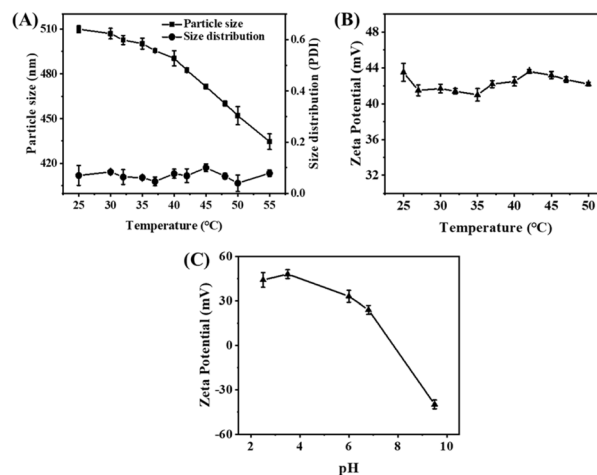 (A)
Particle size
Size distribution
510
480
450
420
Particle size (nm)
0.6
0.4
0.2
0.0
Size distribution (PDI)
25 30 35 40 45 50 55
Temperature (°C)
(B)
48
44
40
36
32
Zeta Potential (mV)
25 30 35 40 45 50
Temperature (°C)
(C)
60
30
0
-30
-60
Zeta Potential (mV)
2 4 6 8 10
pH